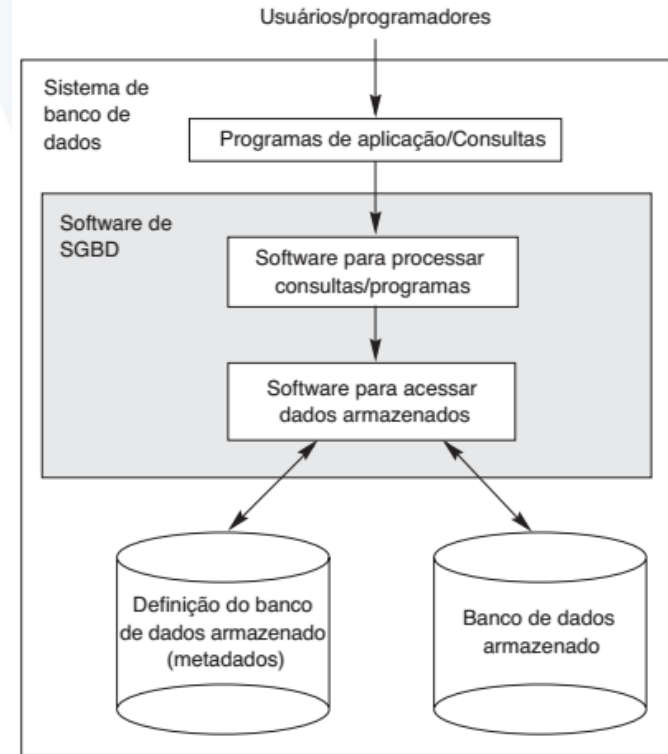 Usuários/programadores
Sistema de
banco de
dados
Programas de aplicação/Consultas
Software de
SGBD
Software para processar
consultas/programas
Software para acessar
dados armazenados
Definição do banco
de dados armazenado
(metadados)
Banco de dados
armazenado